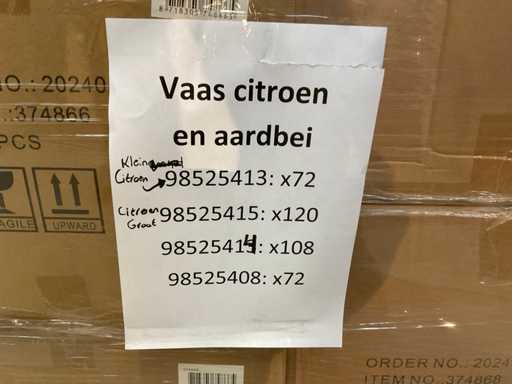 O.: 20240
.:374866
PCS
AGILE
UPWARD
Vaas citroen
en aardbei
Klein
Citroen
98525413: x72
Citroen
Groot
98525415: x120
98525414: x108
98525408: x72
ORDER NO.: 2024
ITEM NO.: 374868